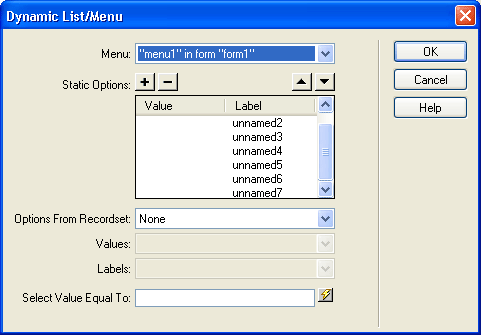 Dynamic List/Menu
Menu: "menu1" in form "form1"
OK
Static Options:
Cancel
Value Label
Help
unnamed2
unnamed3
unnamed4
unnamed5
unnamed6
unnamed7
Options From Recordset: None
Values:
Labels:
Select Value Equal To: